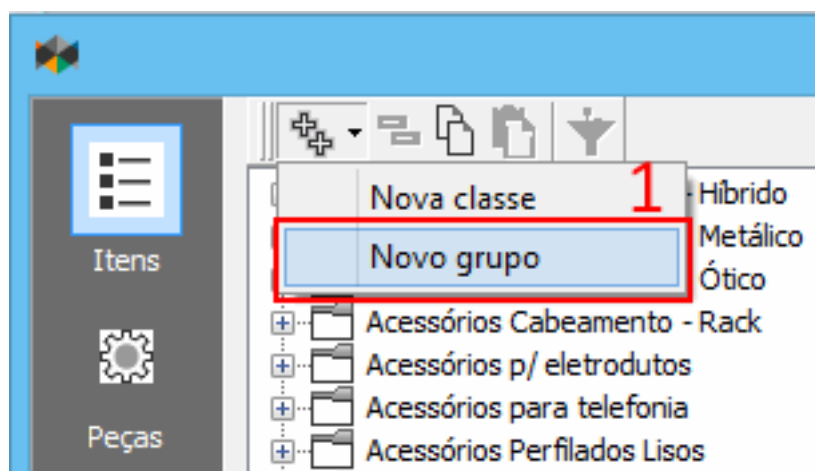 Nova classe
1
- Híbrido
Novo grupo
Metálico
Ótico
Itens
Acessórios Cabeamento - Rack
Acessórios p/ eletrodutos
Acessórios para telefonia
Peças
Acessórios Perfilados Lisos